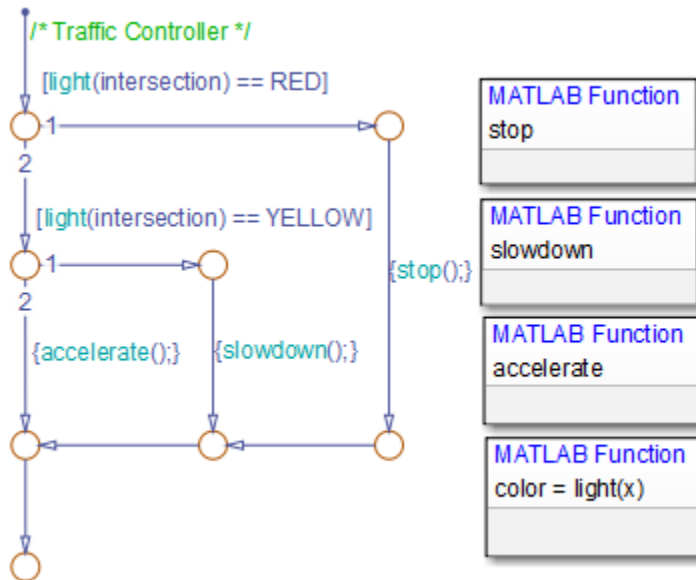 /* Traffic Controller */
[light(intersection) == RED]
1
2
[light(intersection) == YELLOW]
1
2
{stop();}
{accelerate();}
{slowdown();}
MATLAB Function
stop
MATLAB Function
slowdown
MATLAB Function
accelerate
MATLAB Function
color = light(x)